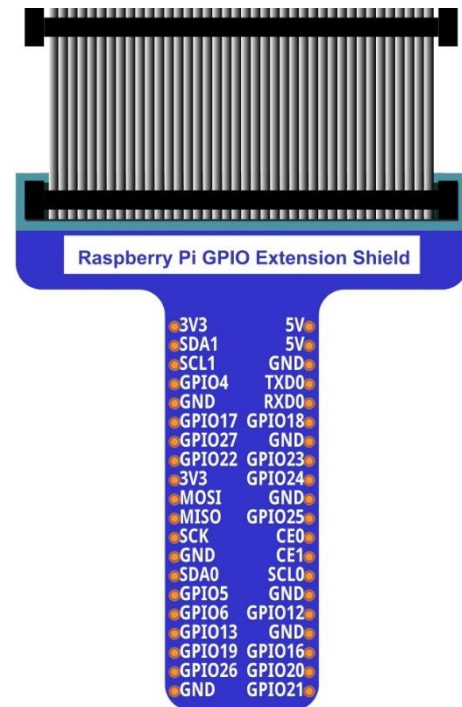 Raspberry Pi GPIO Extension Shield
3V3 5V
SDA1 5V
SCL1 GND
GPIO4 TXD0
GND RXD0
GPIO17 GPIO18
GPIO27 GND
GPIO22 GPIO23
3V3 GPIO24
MOSI GND
MISO GPIO25
SCK CE0
GND CE1
SDA0 SCL0
GPIO5 GND
GPIO6 GPIO12
GPIO13 GND
GPIO19 GPIO16
GPIO26 GPIO20
GND GPIO21